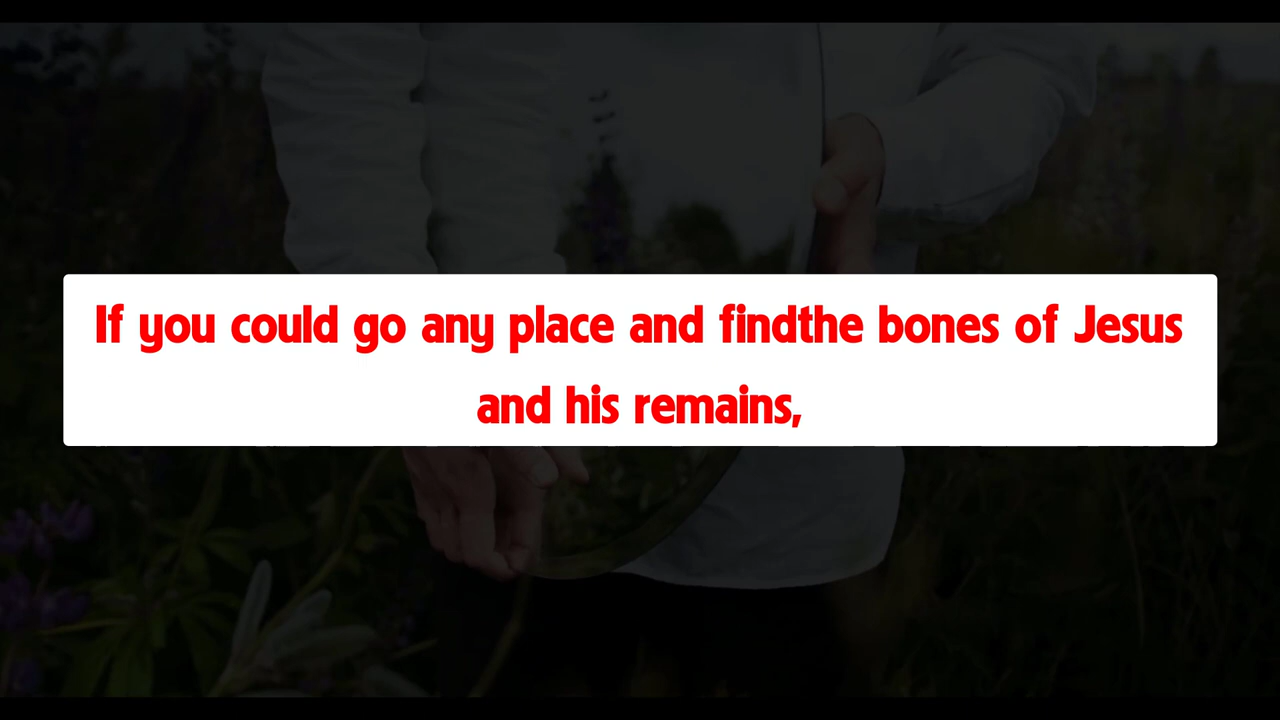 If you could go any place and findthe bones of Jesus
and his remains,